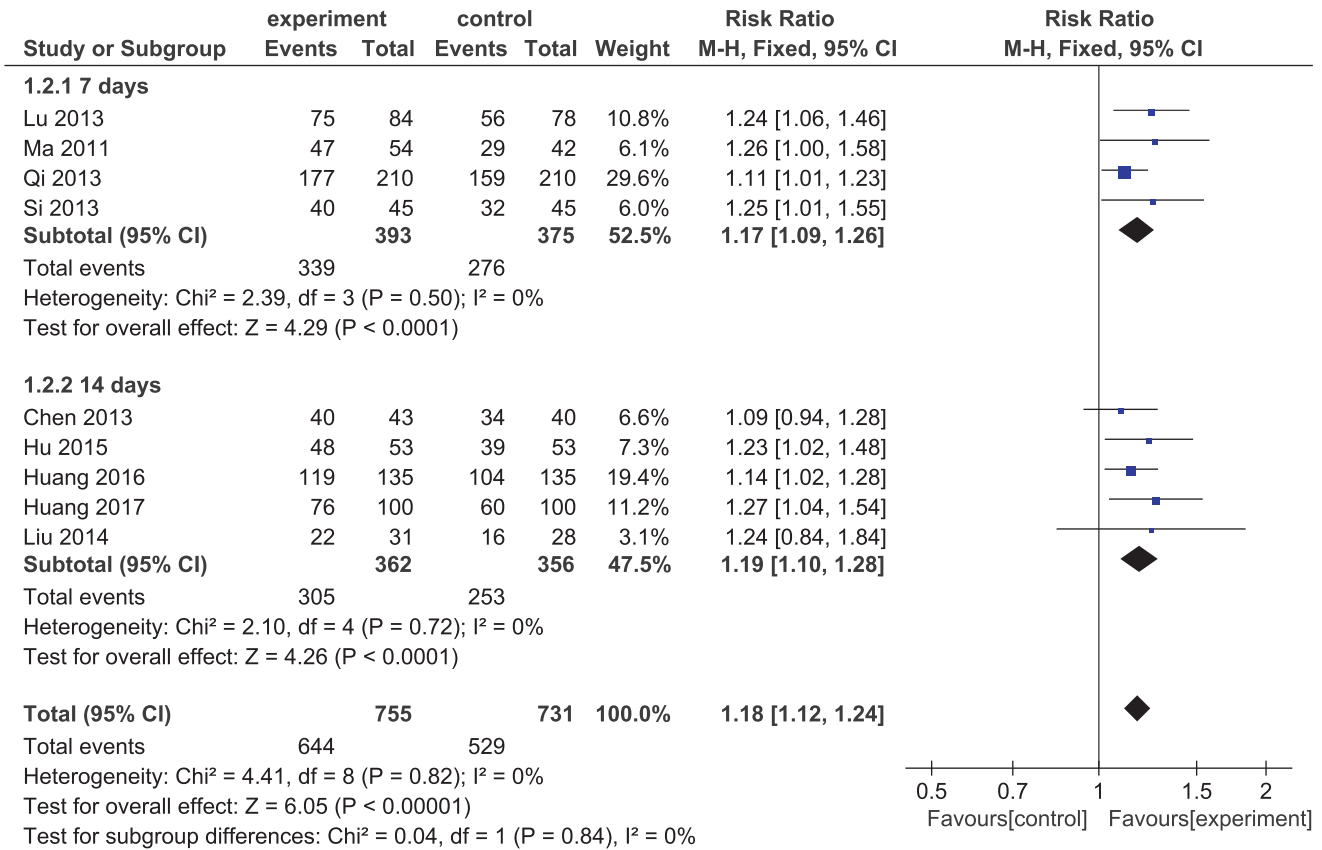 experiment control Risk Ratio Risk Ratio
Study or Subgroup Events Total Events Total Weight M-H, Fixed, 95% CI M-H, Fixed, 95% CI
1.2.1 7 days
Lu 2013 75 84 56 78 10.8% 1.24 [1.06, 1.46]
Ma 2011 47 54 29 42 6.1% 1.26 [1.00, 1.58]
Qi 2013 177 210 159 210 29.6% 1.11 [1.01, 1.23]
Si 2013 40 45 32 45 6.0% 1.25 [1.01, 1.55]
Subtotal (95% CI) 393 375 52.5% 1.17 [1.09, 1.26]
Total events 339 276
Heterogeneity: Chi² = 2.39, df = 3 (P = 0.50); I² = 0%
Test for overall effect: Z = 4.29 (P < 0.0001)
1.2.2 14 days
Chen 2013 40 43 34 40 6.6% 1.09 [0.94, 1.28]
Hu 2015 48 53 39 53 7.3% 1.23 [1.02, 1.48]
Huang 2016 119 135 104 135 19.4% 1.14 [1.02, 1.28]
Huang 2017 76 100 60 100 11.2% 1.27 [1.04, 1.54]
Liu 2014 22 31 16 28 3.1% 1.24 [0.84, 1.84]
Subtotal (95% CI) 362 356 47.5% 1.19 [1.10, 1.28]
Total events 305 253
Heterogeneity: Chi² = 2.10, df = 4 (P = 0.72); I² = 0%
Test for overall effect: Z = 4.26 (P < 0.0001)
Total (95% CI) 755 731 100.0% 1.18 [1.12, 1.24]
Total events 644 529
Heterogeneity: Chi² = 4.41, df = 8 (P = 0.82); I² = 0%
Test for overall effect: Z = 6.05 (P < 0.00001)
Test for subgroup differences: Chi² = 0.04, df = 1 (P = 0.84), I² = 0%
0.5 0.7 1 1.5 2
Favours[control] Favours[experiment]